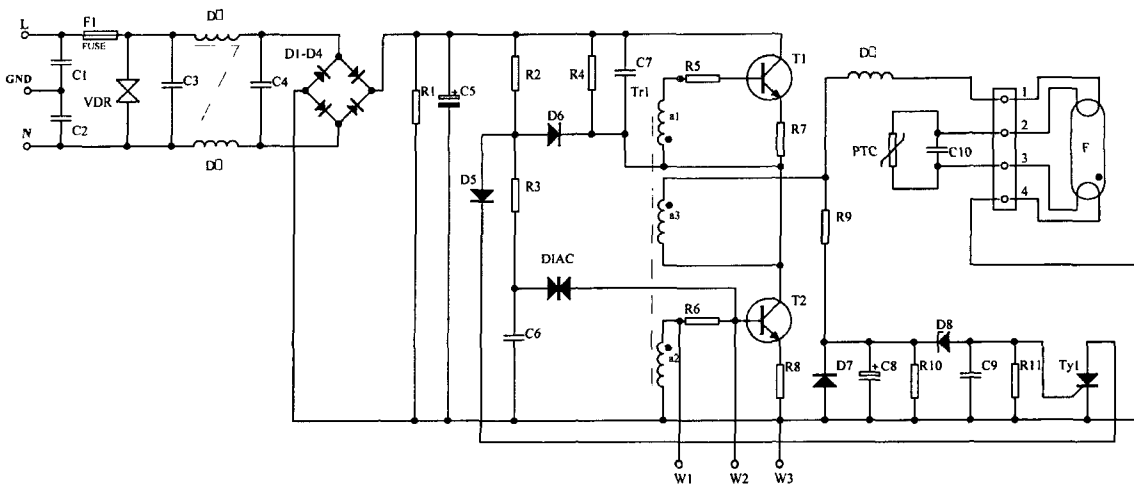 L
F1
FUSE
GND
N
C1
C2
VDR
C3
C4
D1-D4
R1
C5
+
R2
R4
C7
Tr1
D6
D5
R3
DIAC
C6
R5
a1
a3
a2
R6
T1
R7
T2
R8
R9
PTC
C10
1
2
3
4
F
D7
+
C8
R10
D8
C9
R11
Ty1
W1
W2
W3